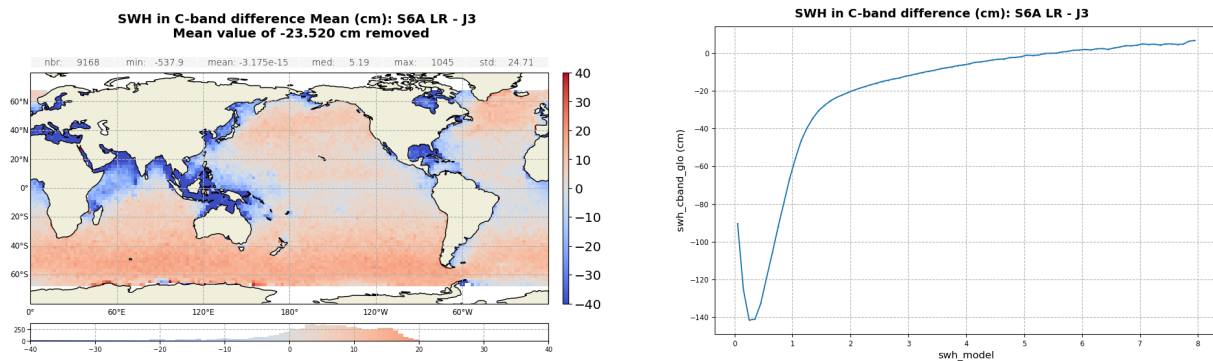 SWH in C-band difference Mean (cm): S6A LR - J3
Mean value of -23.520 cm removed
nbr: 9168 min: -537.9 mean: -3.175e-15 med: 5.19 max: 1045 std: 24.71
60°N
40°N
20°N
0°
20°S
40°S
60°S
0° 60°E 120°E 180° 120°W 60°W
40
30
20
10
0
−10
−20
−30
−40
250
0
−40 −30 −20 −10 0 10 20 30 40
SWH in C-band difference (cm): S6A LR - J3
swh_cband_glo (cm)
0
−20
−40
−60
−80
−100
−120
−140
0 1 2 3 4 5 6 7 8
swh_model